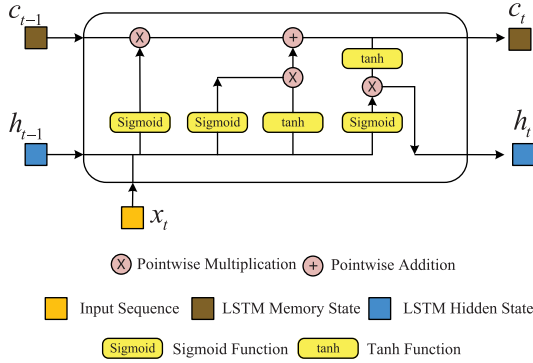 c_{t-1} c_t
× + tanh
×
×
Sigmoid Sigmoid tanh Sigmoid
h_{t-1} h_t
x_t
× Pointwise Multiplication + Pointwise Addition
Input Sequence LSTM Memory State LSTM Hidden State
Sigmoid Sigmoid Function tanh Tanh Function